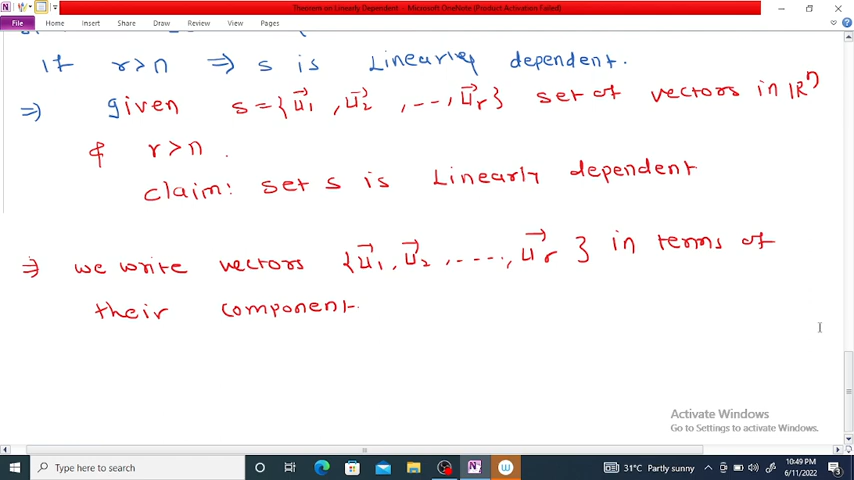 Theorem on Linearly Dependent - Microsoft OneNote (Product Activation Failed)
File Home Insert Share Draw History Review View Pages
If r>n ⇒ s is Linearly dependent.
⇒ given s={u⃗1, u⃗2, ..., u⃗r} set of vectors in ℝⁿ
& r>n.
claim: set s is Linearly dependent
⇒ we write vectors {u⃗1, u⃗2, ....., u⃗r} in terms of
their component.
Activate Windows
Go to Settings to activate Windows.
Type here to search
31°C Partly sunny
10:49 PM
6/11/2022
3